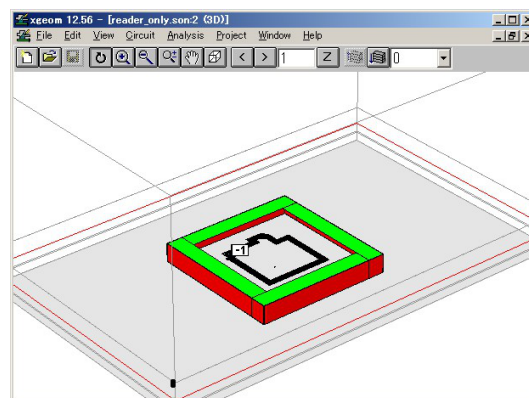 xgeom 12.56 - [reader_only.son:2 (3D)]
File Edit View Circuit Analysis Project Window Help
< > 1 Z 0
-1